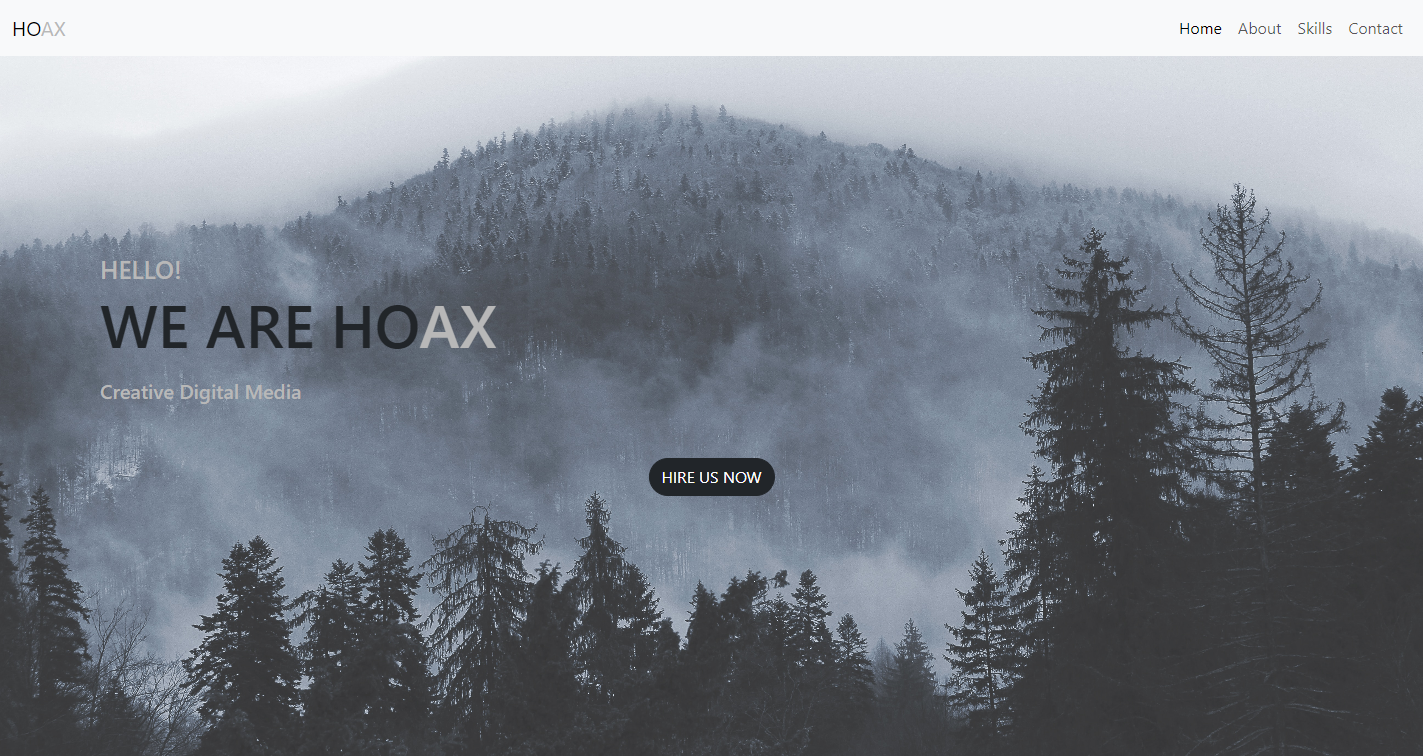 HOAX
Home About Skills Contact
HELLO!
WE ARE HOAX
Creative Digital Media
HIRE US NOW